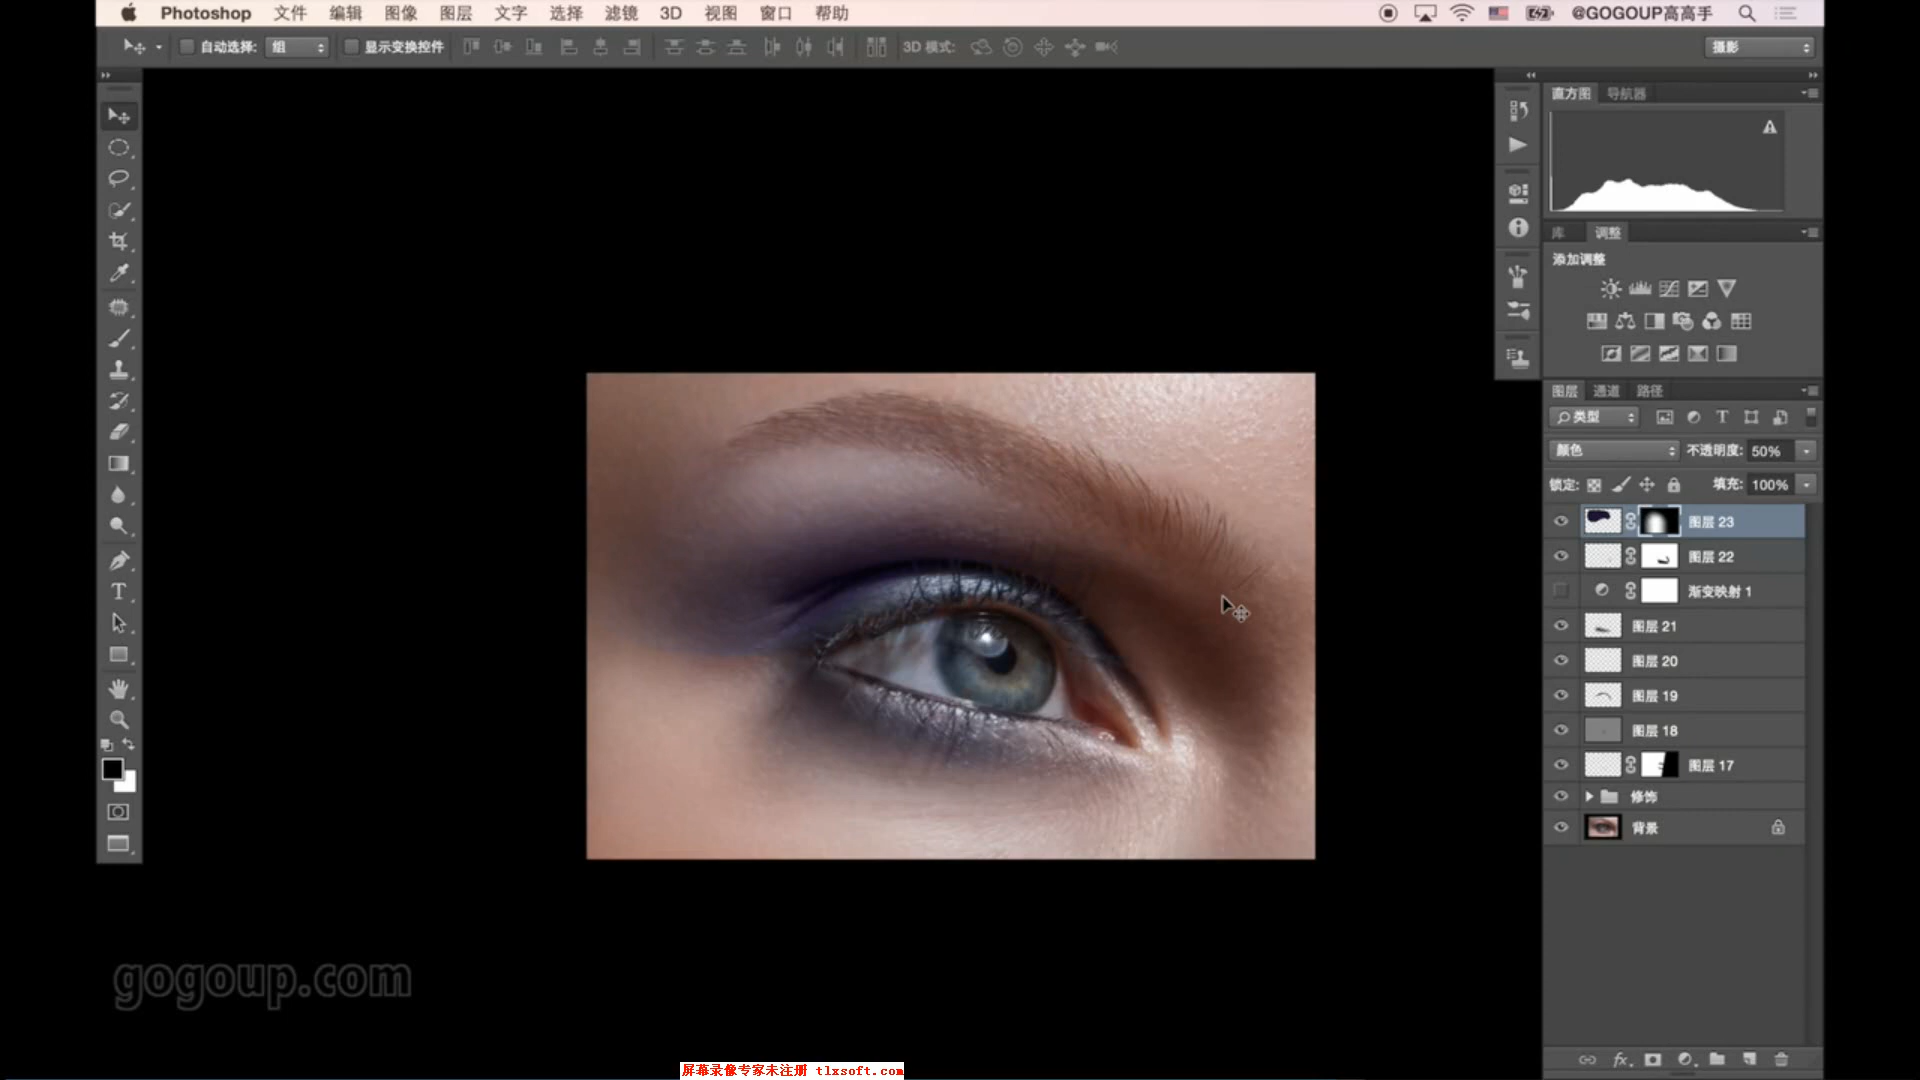 Photoshop 文件 编辑 图像 图层 文字 选择 滤镜 3D 视图 窗口 帮助 @GOGOUP高高手
自动选择: 组 显示变换控件 3D 模式: 摄影
直方图 导航器
库 调整
添加调整
图层 通道 路径
类型
颜色 不透明度: 50%
锁定: 填充: 100%
图层 23
图层 22
渐变映射 1
图层 21
图层 20
图层 19
图层 18
图层 17
修饰
背景
gogoup.com
屏幕录像专家未注册 tlxsoft.com